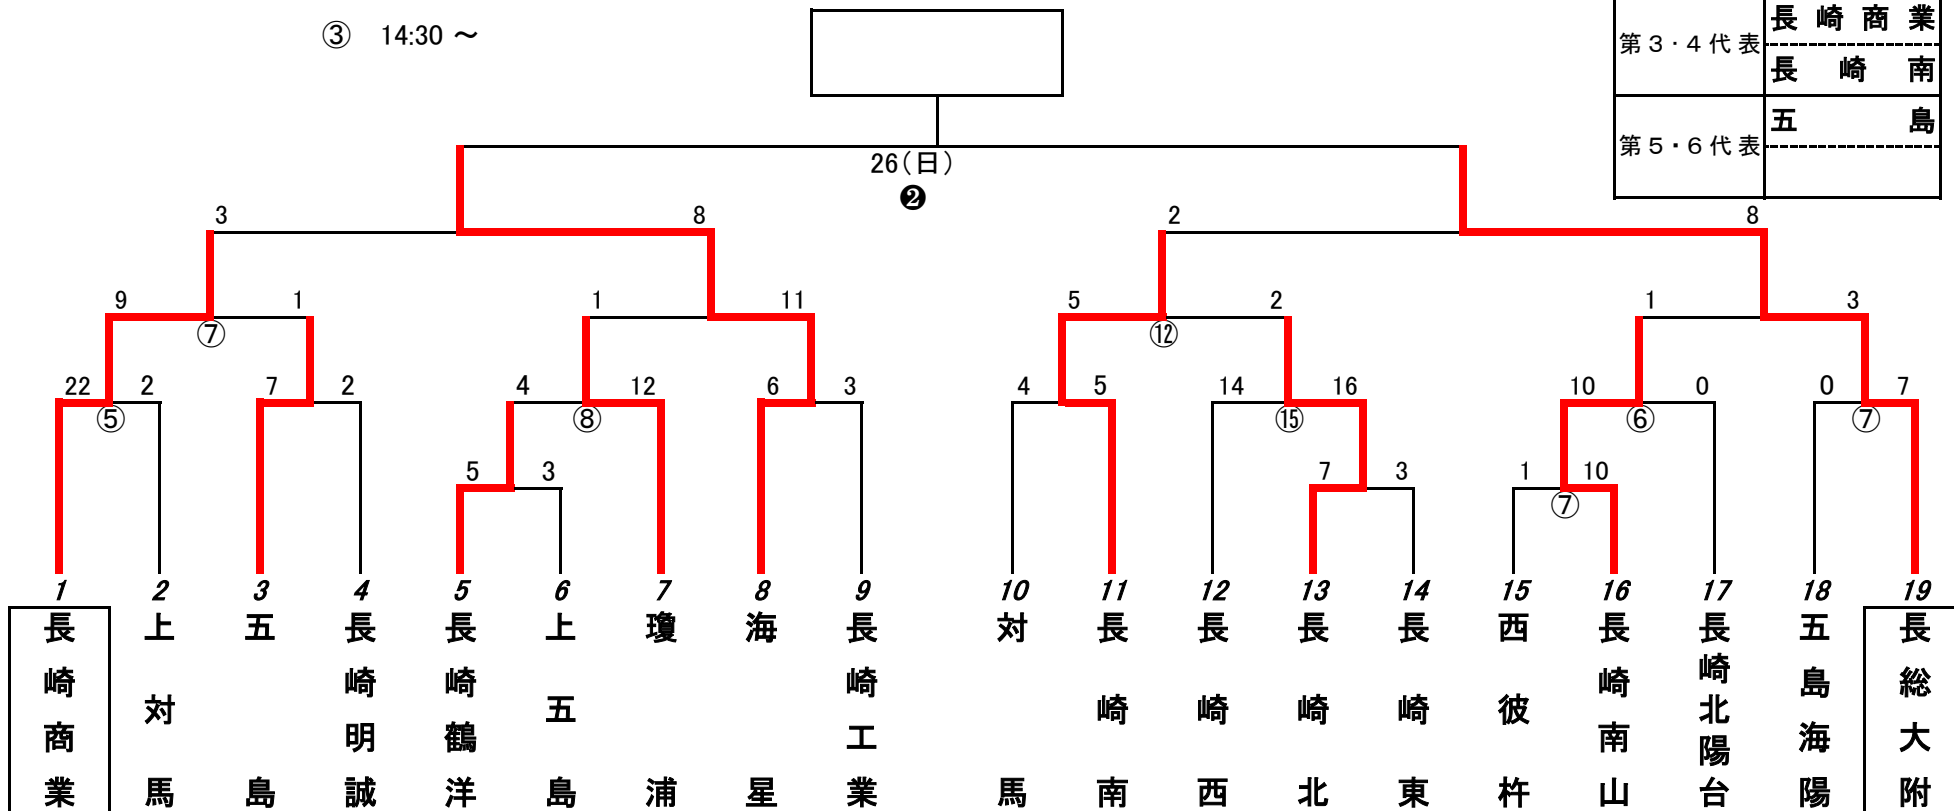 ③ 14:30 ～
第３・４代表
長崎商業
長崎南
第５・６代表
五島
26(日)
❷
3 8 2 8
9 1 1 11 5 2 1 3
⑦ ⑫
22 2 7 2 4 12 6 3 4 5 14 16 10 0 0 7
⑤ ⑧ ⑮ ⑥ ⑦
5 3 7 3 1 10
⑦
1 2 3 4 5 6 7 8 9 10 11 12 13 14 15 16 17 18 19
長崎商業
上対馬
五島
長崎明誠
長崎鶴洋
上五島
瓊浦
海星
長崎工業
対馬
長崎南
長崎西
長崎北
長崎東
西彼杵
長崎南山
長崎北陽台
五島海陽
長総大附